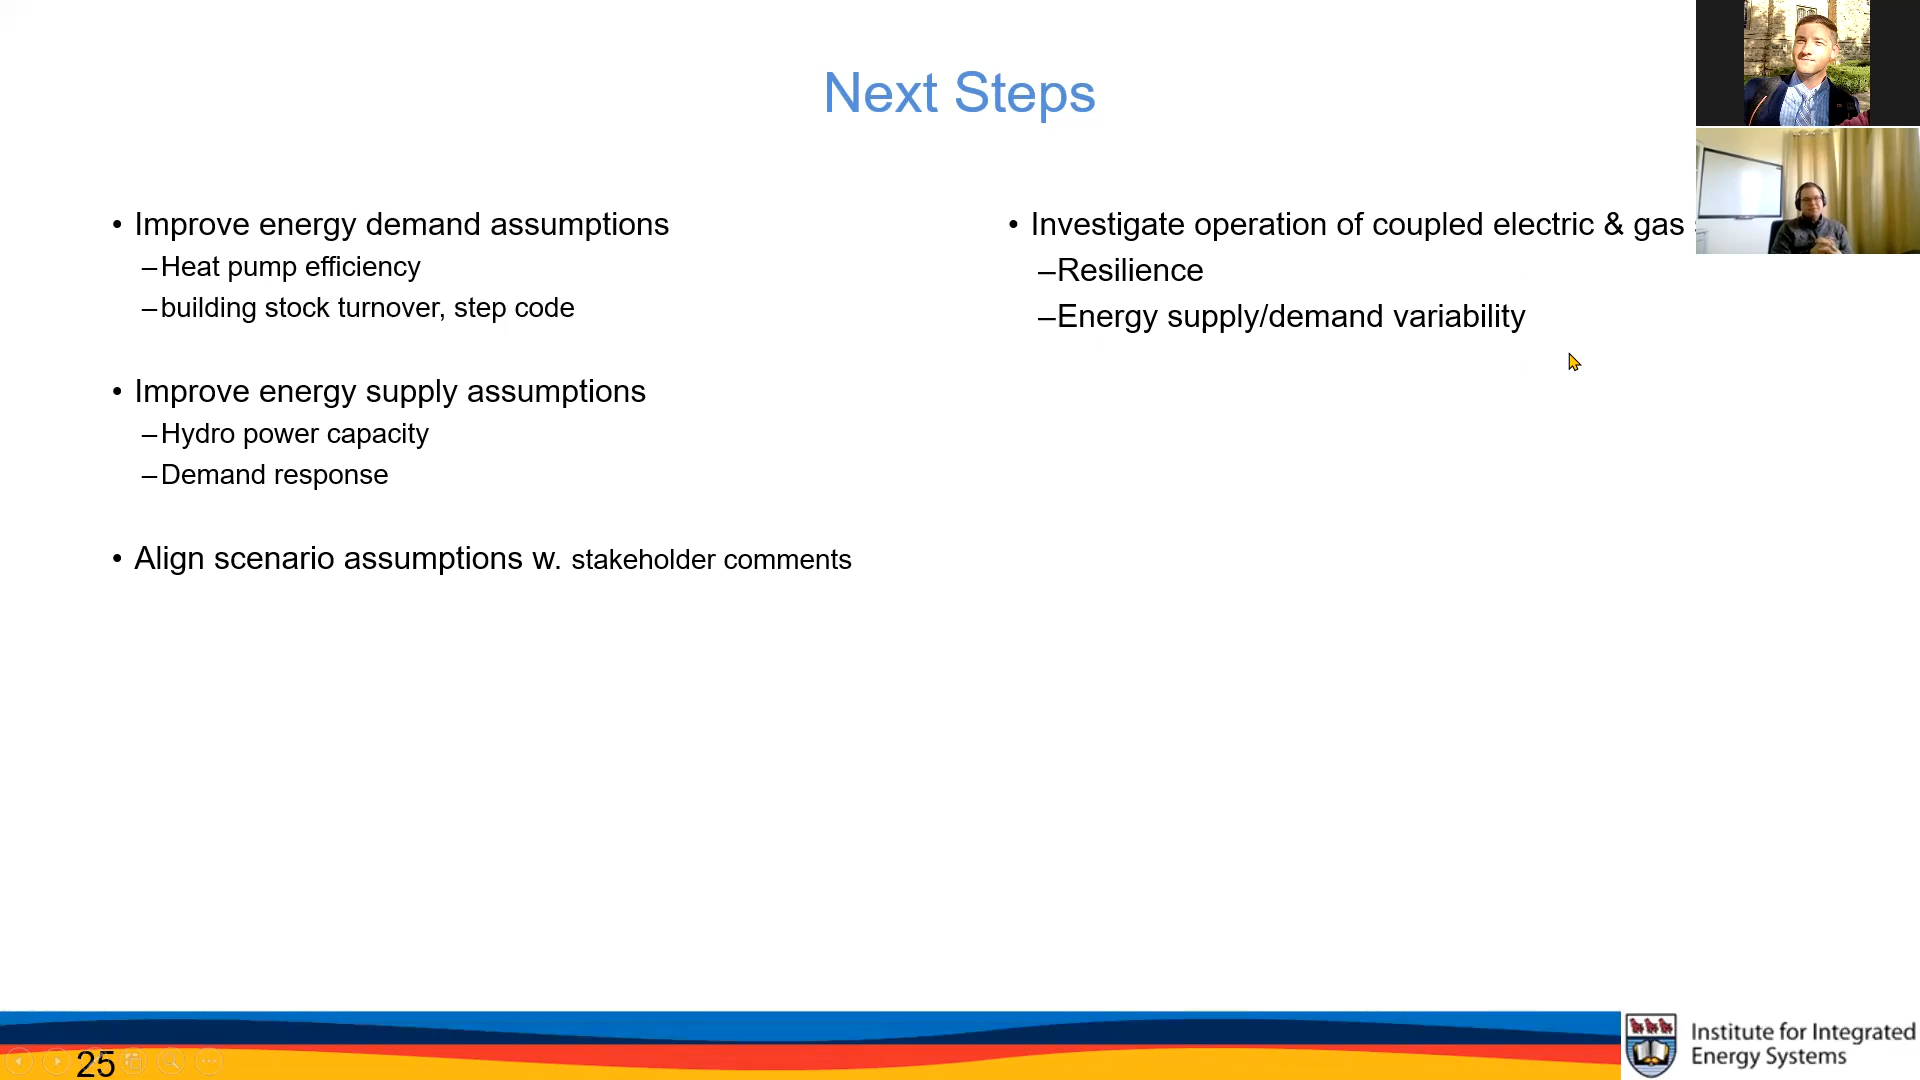 Next Steps
• Improve energy demand assumptions
–Heat pump efficiency
–building stock turnover, step code
• Improve energy supply assumptions
–Hydro power capacity
–Demand response
• Align scenario assumptions w. stakeholder comments
• Investigate operation of coupled electric & gas
–Resilience
–Energy supply/demand variability
25
Institute for Integrated
Energy Systems